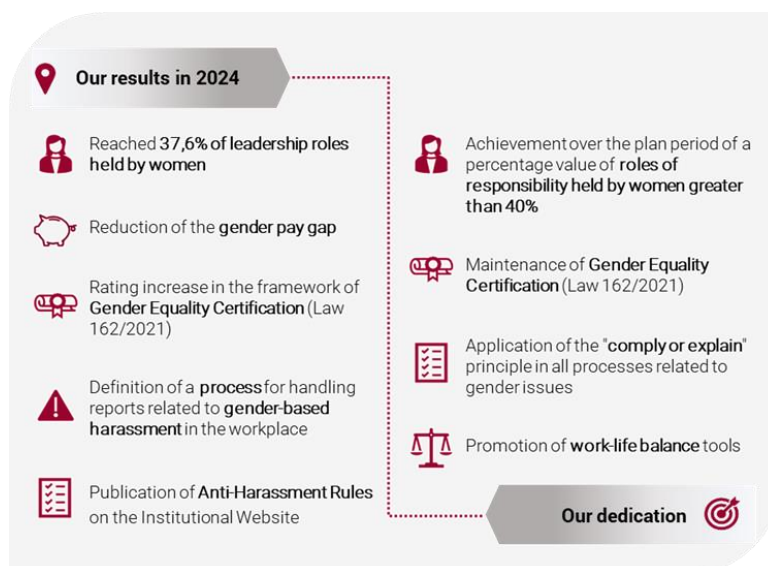 Our results in 2024
Reached 37,6% of leadership roles
held by women
Reduction of the gender pay gap
Rating increase in the framework of
Gender Equality Certification (Law
162/2021)
Definition of a process for handling
reports related to gender-based
harassment in the workplace
Publication of Anti-Harassment Rules
on the Institutional Website
Achievement over the plan period of a
percentage value of roles of
responsibility held by women greater
than 40%
Maintenance of Gender Equality
Certification (Law 162/2021)
Application of the "comply or explain"
principle in all processes related to
gender issues
Promotion of work-life balance tools
Our dedication